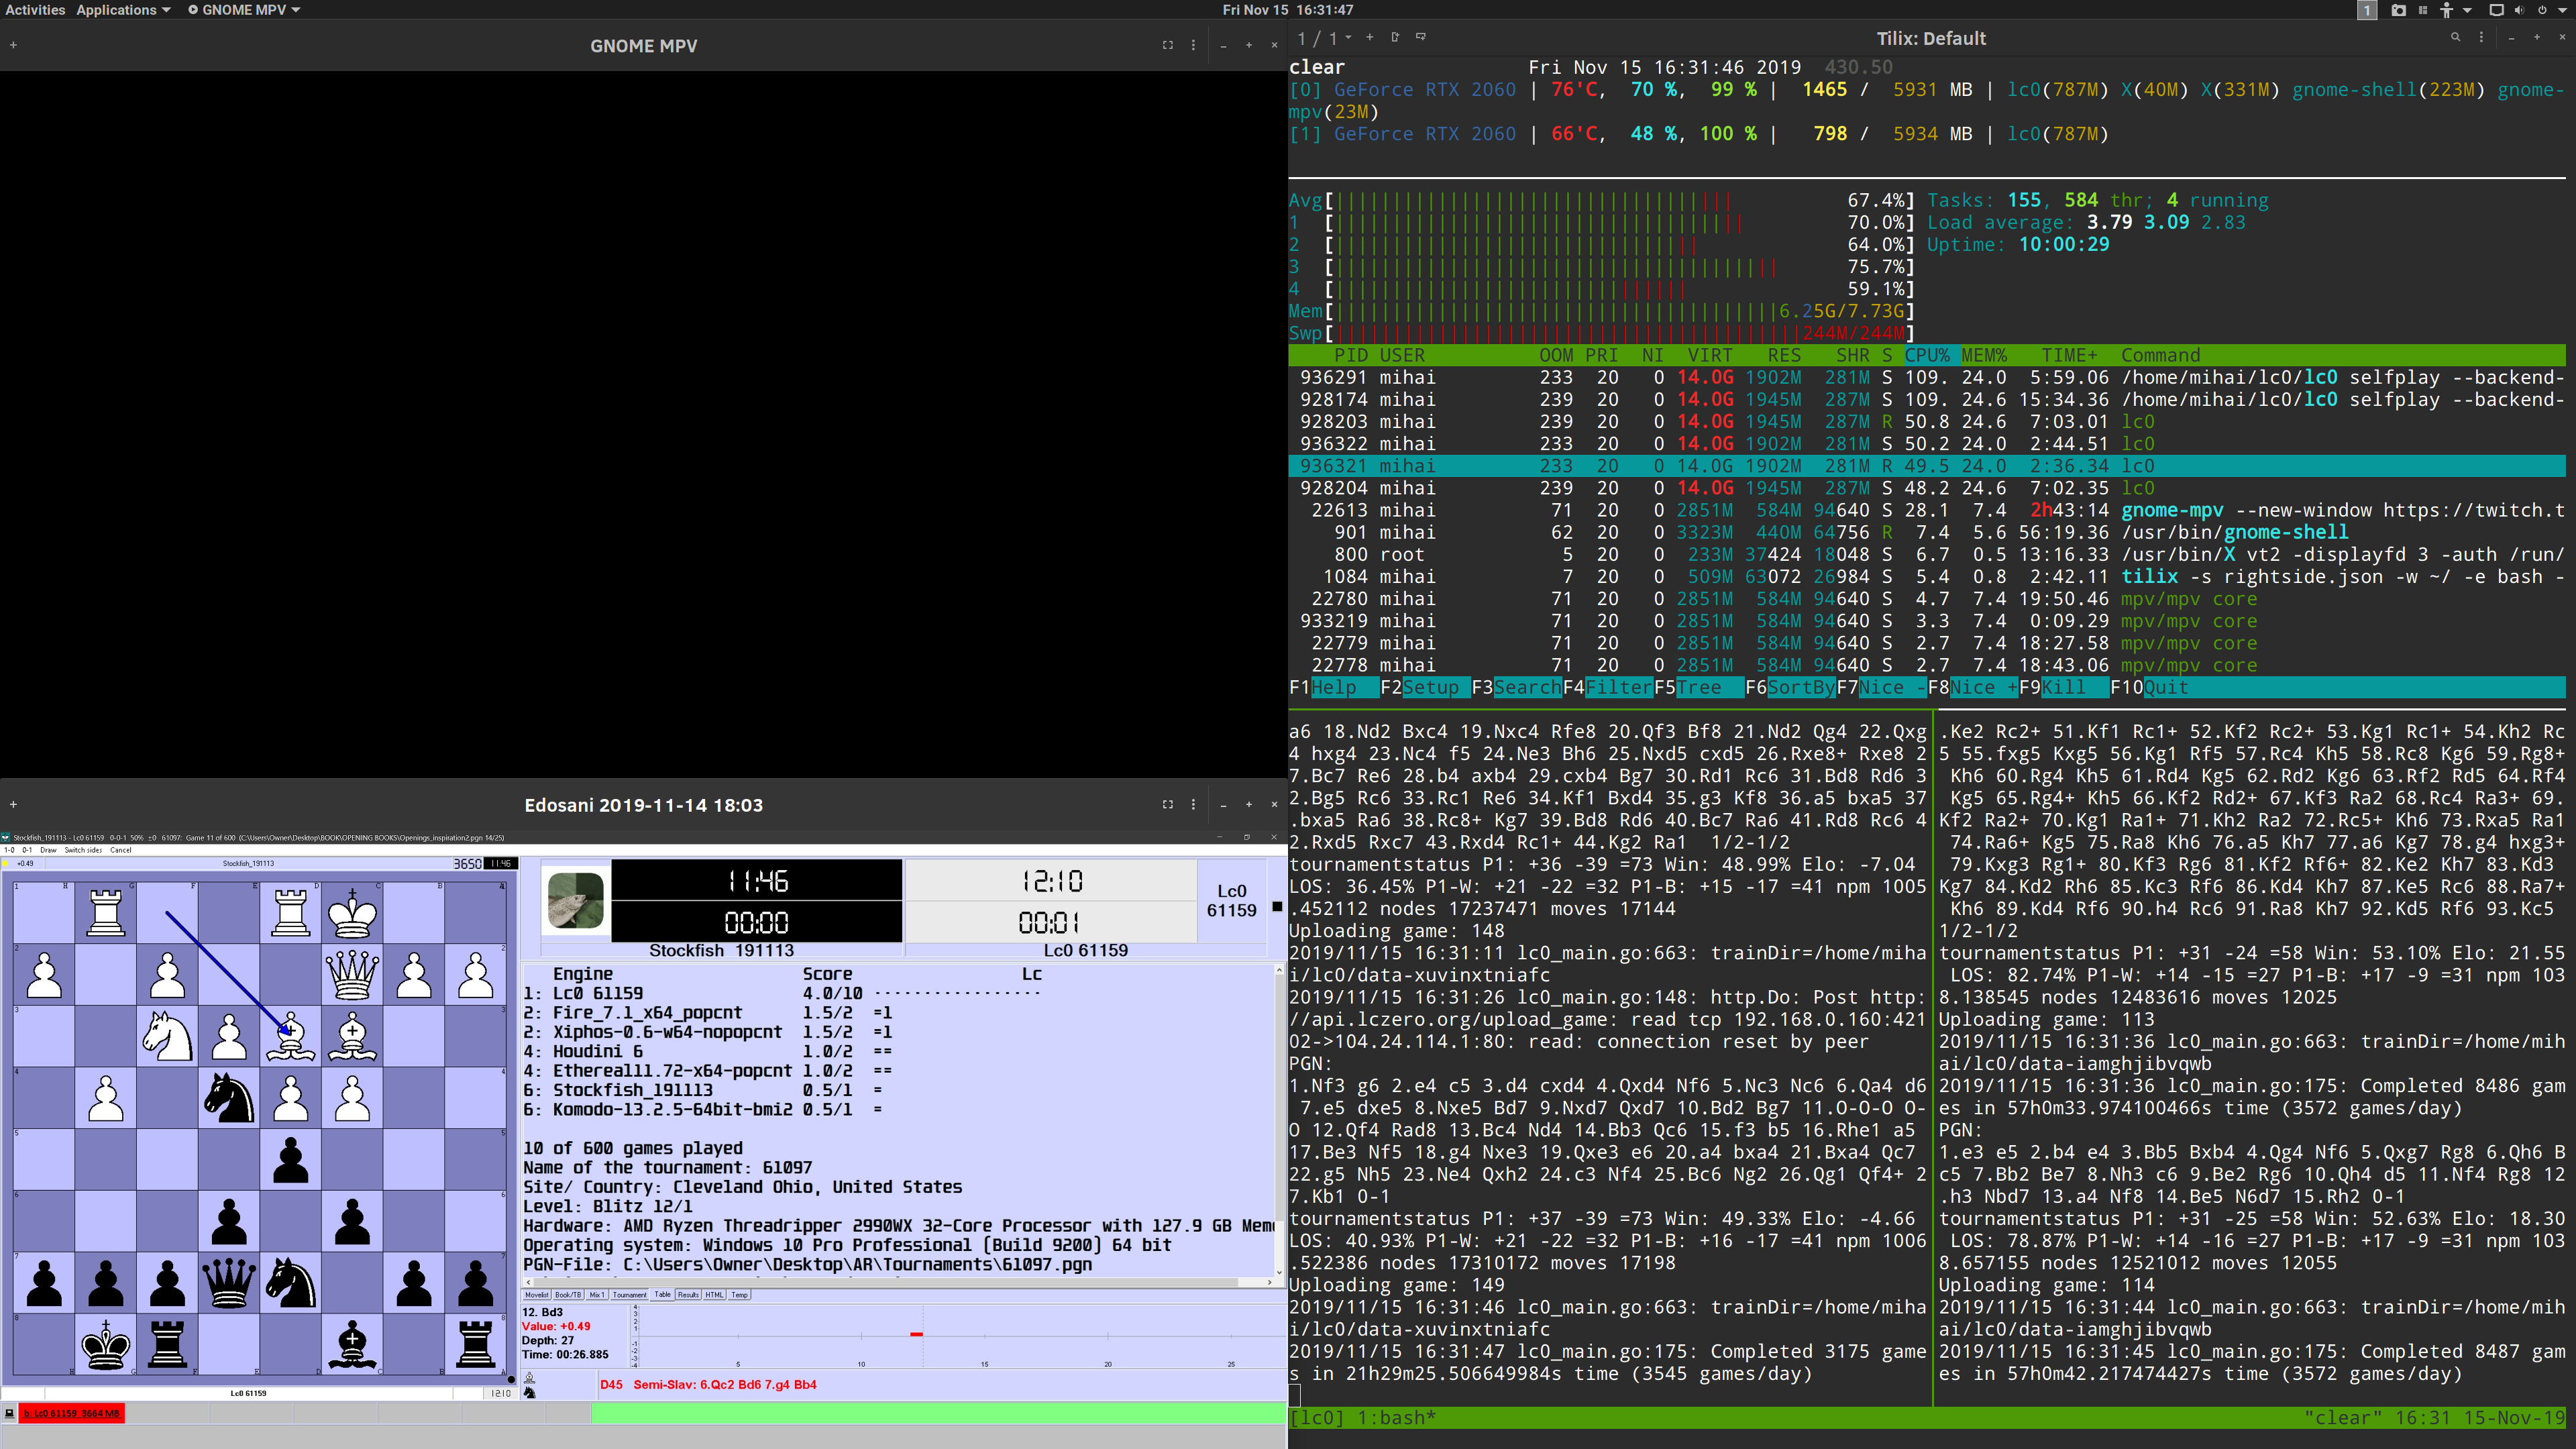 Activities Applications GNOME MPV Fri Nov 15 16:31:47 1
GNOME MPV
1 / 1 Tilix: Default
clear Fri Nov 15 16:31:46 2019 430.50
[0] GeForce RTX 2060 | 76'C, 70 %, 99 % | 1465 / 5931 MB | lc0(787M) X(40M) X(331M) gnome-shell(223M) gnome-
mpv(23M)
[1] GeForce RTX 2060 | 66'C, 48 %, 100 % | 798 / 5934 MB | lc0(787M)
Avg[ 67.4%] Tasks: 155, 584 thr; 4 running
1 [ 70.0%] Load average: 3.79 3.09 2.83
2 [ 64.0%] Uptime: 10:00:29
3 [ 75.7%]
4 [ 59.1%]
Mem[ 6.25G/7.73G]
Swp[ 244M/244M]
PID USER OOM PRI NI VIRT RES SHR S CPU% MEM% TIME+ Command
936291 mihai 233 20 0 14.0G 1902M 281M S 109. 24.0 5:59.06 /home/mihai/lc0/lc0 selfplay --backend-
928174 mihai 239 20 0 14.0G 1945M 287M S 109. 24.6 15:34.36 /home/mihai/lc0/lc0 selfplay --backend-
928203 mihai 239 20 0 14.0G 1945M 287M R 50.8 24.6 7:03.01 lc0
936322 mihai 233 20 0 14.0G 1902M 281M S 50.2 24.0 2:44.51 lc0
936321 mihai 233 20 0 14.0G 1902M 281M R 49.5 24.0 2:36.34 lc0
928204 mihai 239 20 0 14.0G 1945M 287M S 48.2 24.6 7:02.35 lc0
22613 mihai 71 20 0 2851M 584M 94640 S 28.1 7.4 2h43:14 gnome-mpv --new-window https://twitch.t
901 mihai 62 20 0 3323M 440M 64756 R 7.4 5.6 56:19.36 /usr/bin/gnome-shell
800 root 5 20 0 233M 37424 18048 S 6.7 0.5 13:16.33 /usr/bin/X vt2 -displayfd 3 -auth /run/
1084 mihai 7 20 0 509M 63072 26984 S 5.4 0.8 2:42.11 tilix -s rightside.json -w ~/ -e bash -
22780 mihai 71 20 0 2851M 584M 94640 S 4.7 7.4 19:50.46 mpv/mpv core
933219 mihai 71 20 0 2851M 584M 94640 S 3.3 7.4 0:09.29 mpv/mpv core
22779 mihai 71 20 0 2851M 584M 94640 S 2.7 7.4 18:27.58 mpv/mpv core
22778 mihai 71 20 0 2851M 584M 94640 S 2.7 7.4 18:43.06 mpv/mpv core
F1Help F2Setup F3SearchF4FilterF5Tree F6SortByF7Nice -F8Nice +F9Kill F10Quit
a6 18.Nd2 Bxc4 19.Nxc4 Rfe8 20.Qf3 Bf8 21.Nd2 Qg4 22.Qxg
4 hxg4 23.Nc4 f5 24.Ne3 Bh6 25.Nxd5 cxd5 26.Rxe8+ Rxe8 2
7.Bc7 Re6 28.b4 axb4 29.cxb4 Bg7 30.Rd1 Rc6 31.Bd8 Rd6 3
2.Bg5 Rc6 33.Rc1 Re6 34.Kf1 Bxd4 35.g3 Kf8 36.a5 bxa5 37
.bxa5 Ra6 38.Rc8+ Kg7 39.Bd8 Rd6 40.Bc7 Ra6 41.Rd8 Rc6 4
2.Rxd5 Rxc7 43.Rxd4 Rc1+ 44.Kg2 Ra1 1/2-1/2
tournamentstatus P1: +36 -39 =73 Win: 48.99% Elo: -7.04
LOS: 36.45% P1-W: +21 -22 =32 P1-B: +15 -17 =41 npm 1005
.452112 nodes 17237471 moves 17144
Uploading game: 148
2019/11/15 16:31:11 lc0_main.go:663: trainDir=/home/miha
i/lc0/data-xuvinxtniafc
2019/11/15 16:31:26 lc0_main.go:148: http.Do: Post http:
//api.lczero.org/upload_game: read tcp 192.168.0.160:421
02->104.24.114.1:80: read: connection reset by peer
PGN:
1.Nf3 g6 2.e4 c5 3.d4 cxd4 4.Qxd4 Nf6 5.Nc3 Nc6 6.Qa4 d6
7.e5 dxe5 8.Nxe5 Bd7 9.Nxd7 Qxd7 10.Bd2 Bg7 11.O-O-O O-
O 12.Qf4 Rad8 13.Bc4 Nd4 14.Bb3 Qc6 15.f3 b5 16.Rhe1 a5
17.Be3 Nf5 18.g4 Nxe3 19.Qxe3 e6 20.a4 bxa4 21.Bxa4 Qc7
22.g5 Nh5 23.Ne4 Qxh2 24.c3 Nf4 25.Bc6 Ng2 26.Qg1 Qf4+ 2
7.Kb1 0-1
tournamentstatus P1: +37 -39 =73 Win: 49.33% Elo: -4.66
LOS: 40.93% P1-W: +21 -22 =32 P1-B: +16 -17 =41 npm 1006
.522386 nodes 17310172 moves 17198
Uploading game: 149
2019/11/15 16:31:46 lc0_main.go:663: trainDir=/home/miha
i/lc0/data-xuvinxtniafc
2019/11/15 16:31:47 lc0_main.go:175: Completed 3175 game
s in 21h29m25.506649984s time (3545 games/day)
.Ke2 Rc2+ 51.Kf1 Rc1+ 52.Kf2 Rc2+ 53.Kg1 Rc1+ 54.Kh2 Rc
5 55.fxg5 Kxg5 56.Kg1 Rf5 57.Rc4 Kh5 58.Rc8 Kg6 59.Rg8+
Kh6 60.Rg4 Kh5 61.Rd4 Kg5 62.Rd2 Kg6 63.Rf2 Rd5 64.Rf4
Kg5 65.Rg4+ Kh5 66.Kf2 Rd2+ 67.Kf3 Ra2 68.Rc4 Ra3+ 69.
Kf2 Ra2+ 70.Kg1 Ra1+ 71.Kh2 Ra2 72.Rc5+ Kh6 73.Rxa5 Ra1
74.Ra6+ Kg5 75.Ra8 Kh6 76.a5 Kh7 77.a6 Kg7 78.g4 hxg3+
79.Kxg3 Rg1+ 80.Kf3 Rg6 81.Kf2 Rf6+ 82.Ke2 Kh7 83.Kd3
Kg7 84.Kd2 Rh6 85.Kc3 Rf6 86.Kd4 Kh7 87.Ke5 Rc6 88.Ra7+
Kh6 89.Kd4 Rf6 90.h4 Rc6 91.Ra8 Kh7 92.Kd5 Rf6 93.Kc5
1/2-1/2
tournamentstatus P1: +31 -24 =58 Win: 53.10% Elo: 21.55
LOS: 82.74% P1-W: +14 -15 =27 P1-B: +17 -9 =31 npm 103
8.138545 nodes 12483616 moves 12025
Uploading game: 113
2019/11/15 16:31:36 lc0_main.go:663: trainDir=/home/mih
ai/lc0/data-iamghjibvqwb
2019/11/15 16:31:36 lc0_main.go:175: Completed 8486 gam
es in 57h0m33.974100466s time (3572 games/day)
PGN:
1.e3 e5 2.b4 e4 3.Bb5 Bxb4 4.Qg4 Nf6 5.Qxg7 Rg8 6.Qh6 B
c5 7.Bb2 Be7 8.Nh3 c6 9.Be2 Rg6 10.Qh4 d5 11.Nf4 Rg8 12
.h3 Nbd7 13.a4 Nf8 14.Be5 N6d7 15.Rh2 0-1
tournamentstatus P1: +31 -25 =58 Win: 52.63% Elo: 18.30
LOS: 78.87% P1-W: +14 -16 =27 P1-B: +17 -9 =31 npm 103
8.657155 nodes 12521012 moves 12055
Uploading game: 114
2019/11/15 16:31:44 lc0_main.go:663: trainDir=/home/mih
ai/lc0/data-iamghjibvqwb
2019/11/15 16:31:45 lc0_main.go:175: Completed 8487 gam
es in 57h0m42.217474427s time (3572 games/day)
[lc0] 1:bash* "clear" 16:31 15-Nov-19
Edosani 2019-11-14 18:03
Stockfish_191113 - Lc0 61159 0-0-1 50% ±0 61097: Game 11 of 600 (C:\Users\Owner\Desktop\BOOK\OPENING BOOKS\Openings_inspiration2.pgn 14/25)
1-0 0-1 Draw Switch sides Cancel
+0.49 Stockfish_191113 3650 11:46
11:46 12:10
00:00 00:01
Lc0
61159
Stockfish 191113 Lc0 61159
Engine Score Lc
1: Lc0 61159 4.0/10 - - - - - - - - - - - - - - - - -
2: Fire_7.1_x64_popcnt 1.5/2 =1
2: Xiphos-0.6-w64-nopopcnt 1.5/2 =1
4: Houdini 6 1.0/2 ==
4: Ethereal11.72-x64-popcnt 1.0/2 ==
6: Stockfish_191113 0.5/1 =
6: Komodo-13.2.5-64bit-bmi2 0.5/1 =
10 of 600 games played
Name of the tournament: 61097
Site/ Country: Cleveland Ohio, United States
Level: Blitz 12/1
Hardware: AMD Ryzen Threadripper 2990WX 32-Core Processor with 127.9 GB Mem
Operating system: Windows 10 Pro Professional (Build 9200) 64 bit
PGN-File: C:\Users\Owner\Desktop\AR\Tournaments\61097.pgn
Movelist Book/TB Mix 1 Tournament Table Results HTML Temp
12. Bd3
Value: +0.49
Depth: 27
Time: 00:26.885
5 10 15 20 25
D45 Semi-Slav: 6.Qc2 Bd6 7.g4 Bb4
Lc0 61159 12:10
b: Lc0 61159 3664 MB